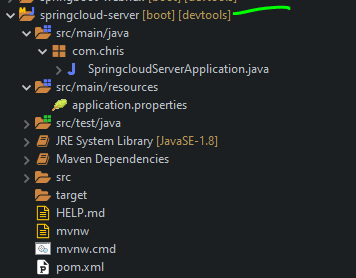 springcloud-server [boot] [devtools]
src/main/java
com.chris
SpringcloudServerApplication.java
src/main/resources
application.properties
src/test/java
JRE System Library [JavaSE-1.8]
Maven Dependencies
src
target
HELP.md
mvnw
mvnw.cmd
pom.xml